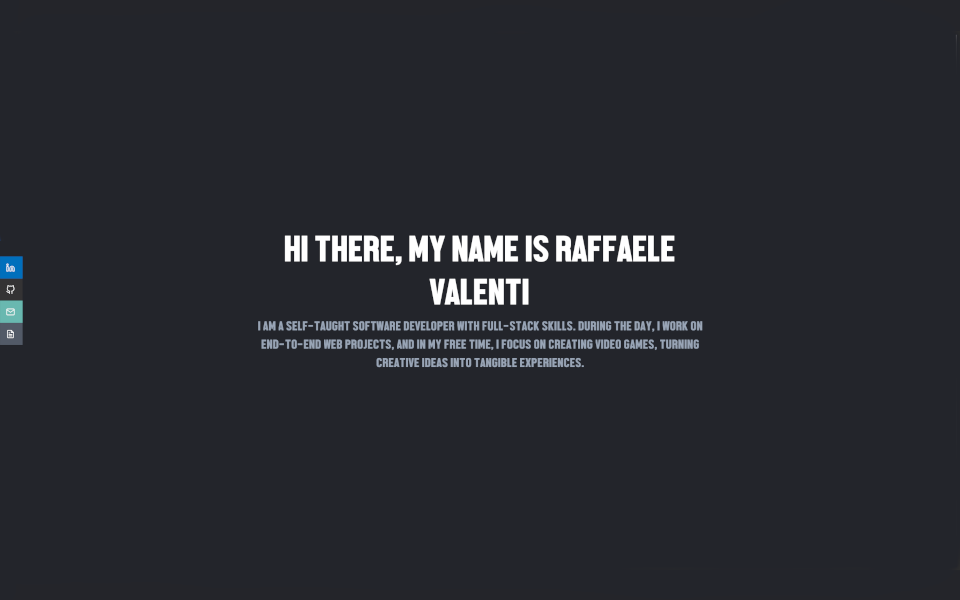 HI THERE, MY NAME IS RAFFAELE
VALENTI
I AM A SELF-TAUGHT SOFTWARE DEVELOPER WITH FULL-STACK SKILLS. DURING THE DAY, I WORK ON
END-TO-END WEB PROJECTS, AND IN MY FREE TIME, I FOCUS ON CREATING VIDEO GAMES, TURNING
CREATIVE IDEAS INTO TANGIBLE EXPERIENCES.